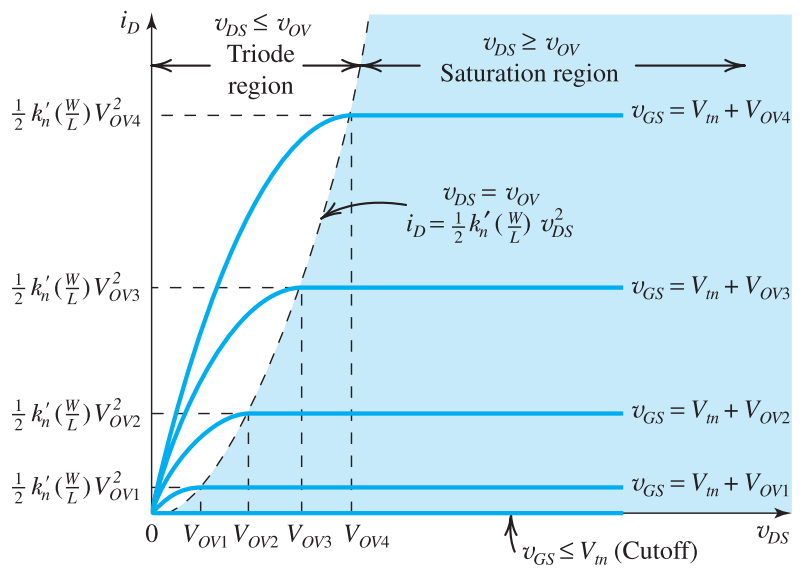 i_D
v_DS ≤ v_OV
Triode
region
v_DS ≥ v_OV
Saturation region
½ k′_n (W/L) V²_OV4
v_GS = V_tn + V_OV4
v_DS = v_OV
i_D = ½ k′_n (W/L) v²_DS
½ k′_n (W/L) V²_OV3
v_GS = V_tn + V_OV3
½ k′_n (W/L) V²_OV2
v_GS = V_tn + V_OV2
½ k′_n (W/L) V²_OV1
v_GS = V_tn + V_OV1
0 V_OV1 V_OV2 V_OV3 V_OV4 v_DS
v_GS ≤ V_tn (Cutoff)